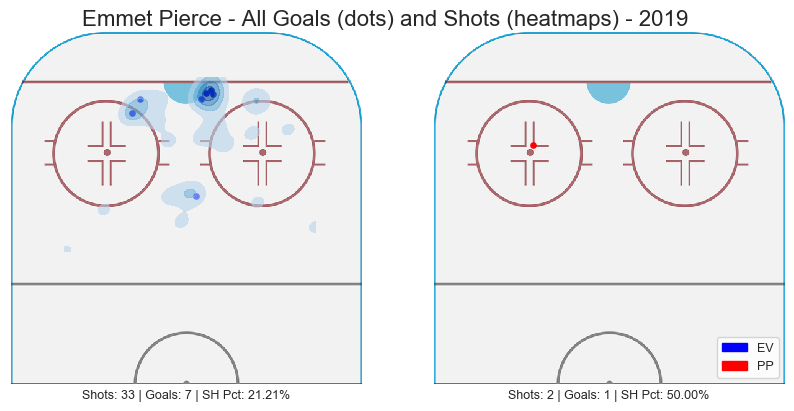 Emmet Pierce - All Goals (dots) and Shots (heatmaps) - 2019
EV
PP
Shots: 33 | Goals: 7 | SH Pct: 21.21%
Shots: 2 | Goals: 1 | SH Pct: 50.00%